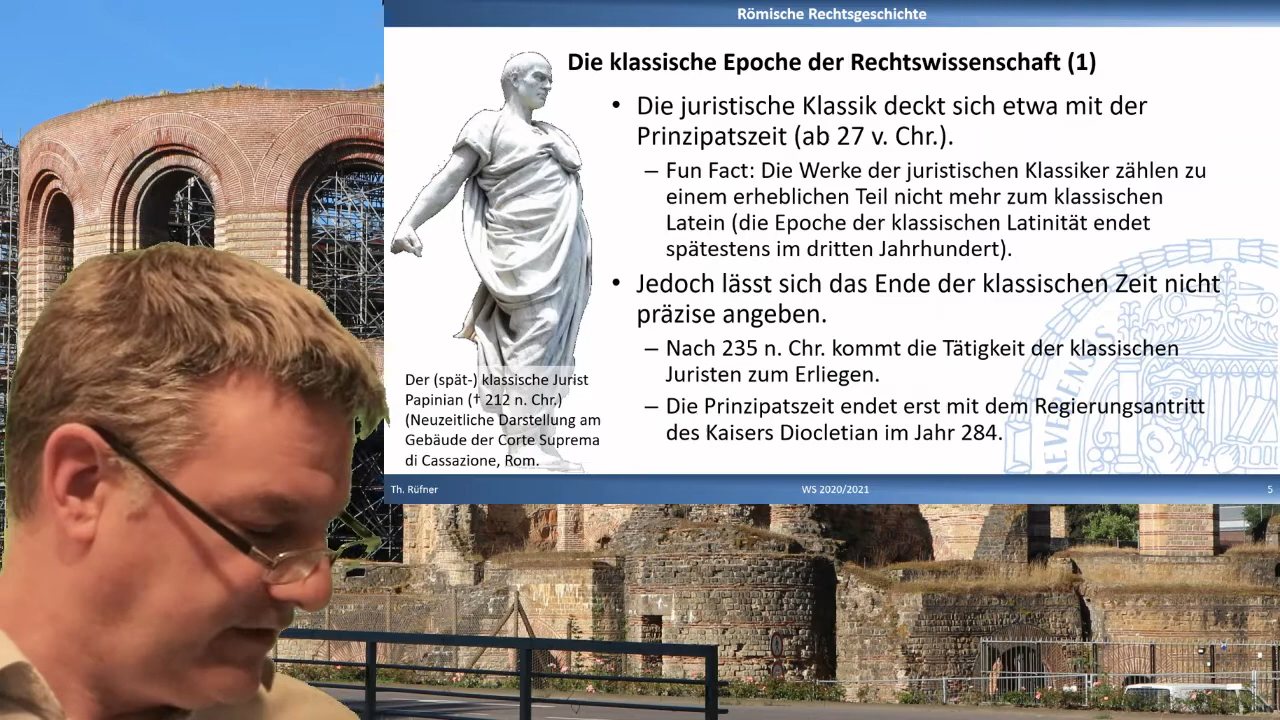 Römische Rechtsgeschichte
Die klassische Epoche der Rechtswissenschaft (1)
• Die juristische Klassik deckt sich etwa mit der
Prinzipatszeit (ab 27 v. Chr.).
– Fun Fact: Die Werke der juristischen Klassiker zählen zu
einem erheblichen Teil nicht mehr zum klassischen
Latein (die Epoche der klassischen Latinität endet
spätestens im dritten Jahrhundert).
• Jedoch lässt sich das Ende der klassischen Zeit nicht
präzise angeben.
– Nach 235 n. Chr. kommt die Tätigkeit der klassischen
Juristen zum Erliegen.
– Die Prinzipatszeit endet erst mit dem Regierungsantritt
des Kaisers Diocletian im Jahr 284.
Der (spät-) klassische Jurist
Papinian († 212 n. Chr.)
(Neuzeitliche Darstellung am
Gebäude der Corte Suprema
di Cassazione, Rom.
Th. Rüfner
WS 2020/2021
5